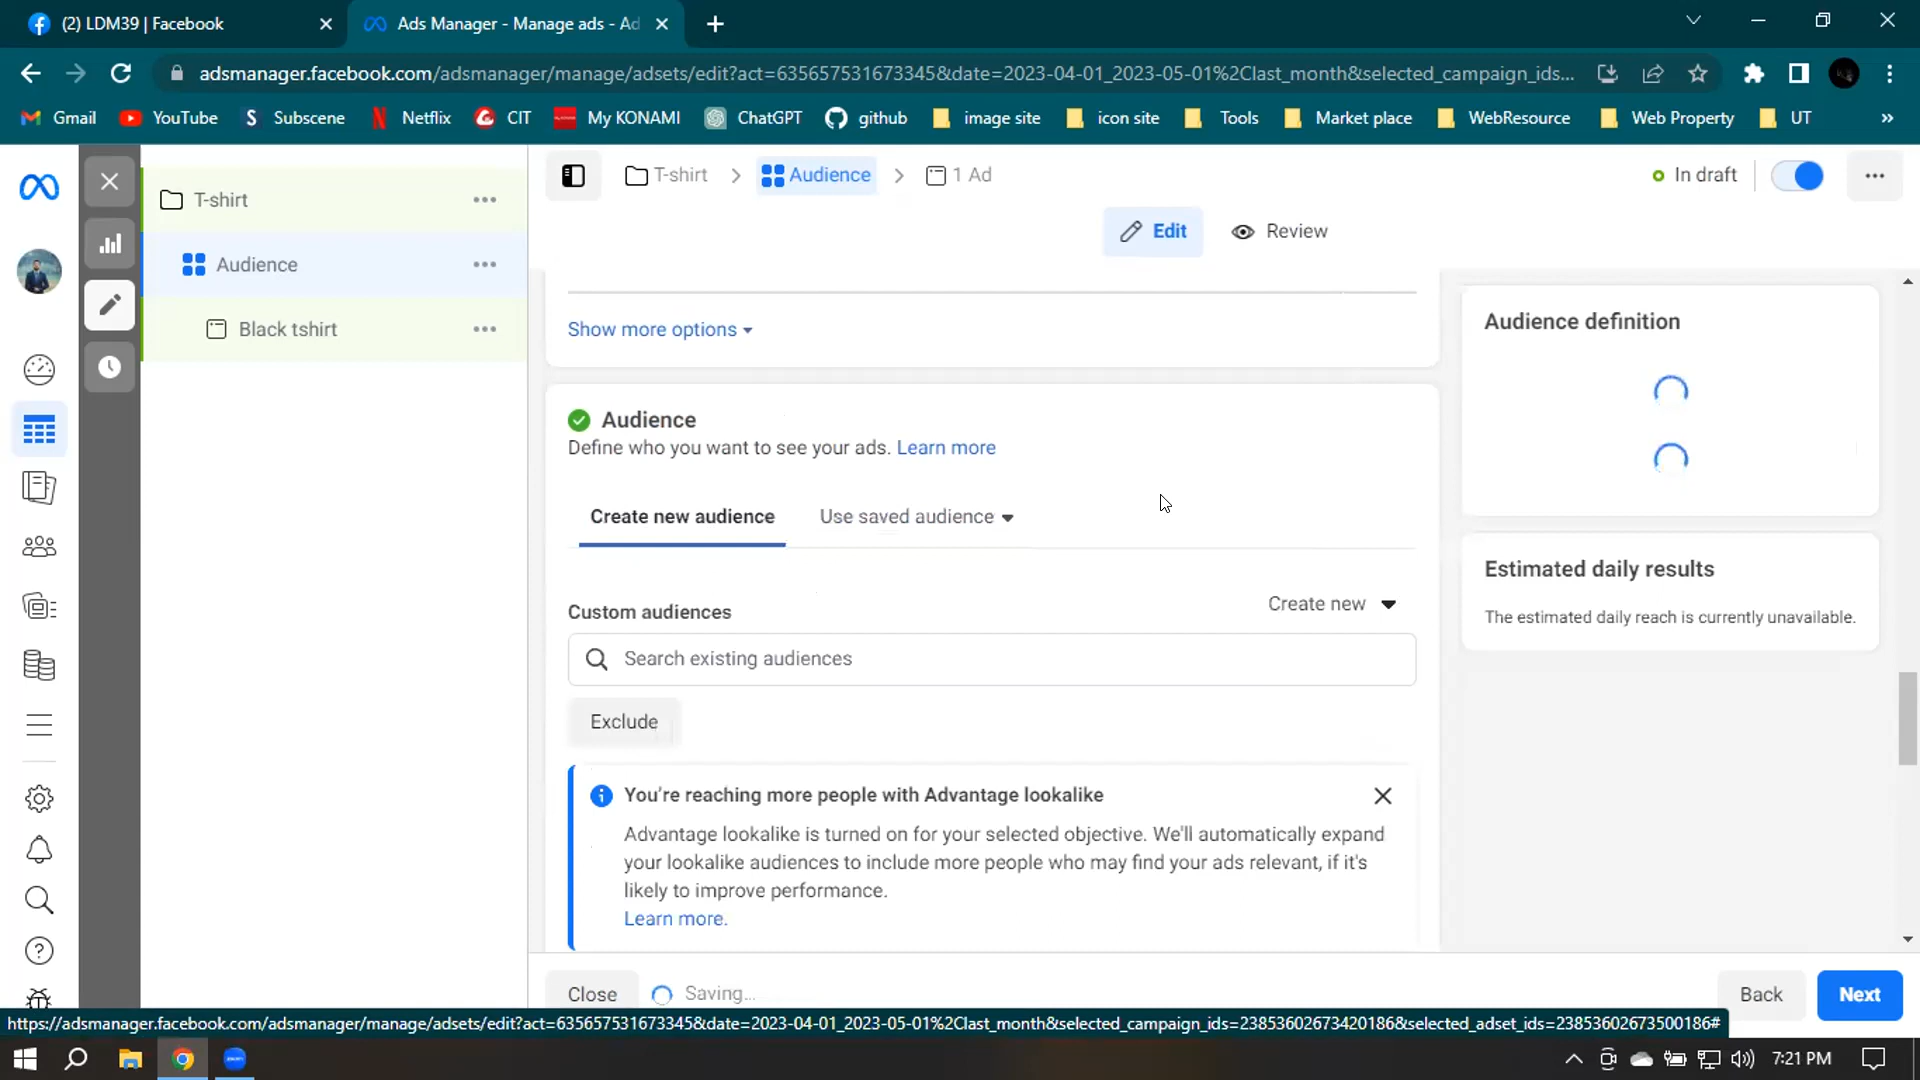 (2) LDM39 | Facebook
Ads Manager - Manage ads - Ad
adsmanager.facebook.com/adsmanager/manage/adsets/edit?act=635657531673345&date=2023-04-01_2023-05-01%2Clast_month&selected_campaign_ids...
Gmail YouTube Subscene Netflix CIT My KONAMI ChatGPT github image site icon site Tools Market place WebResource Web Property UT »
T-shirt
Audience
Black tshirt
T-shirt > Audience > 1 Ad
In draft
Edit Review
Show more options
Audience
Define who you want to see your ads. Learn more
Create new audience Use saved audience
Custom audiences Create new
Search existing audiences
Exclude
You're reaching more people with Advantage lookalike
Advantage lookalike is turned on for your selected objective. We'll automatically expand
your lookalike audiences to include more people who may find your ads relevant, if it's
likely to improve performance.
Learn more.
Audience definition
Estimated daily results
The estimated daily reach is currently unavailable.
Close Saving... Back Next
https://adsmanager.facebook.com/adsmanager/manage/adsets/edit?act=635657531673345&date=2023-04-01_2023-05-01%2Clast_month&selected_campaign_ids=23853602673420186&selected_adset_ids=23853602673500186#
7:21 PM